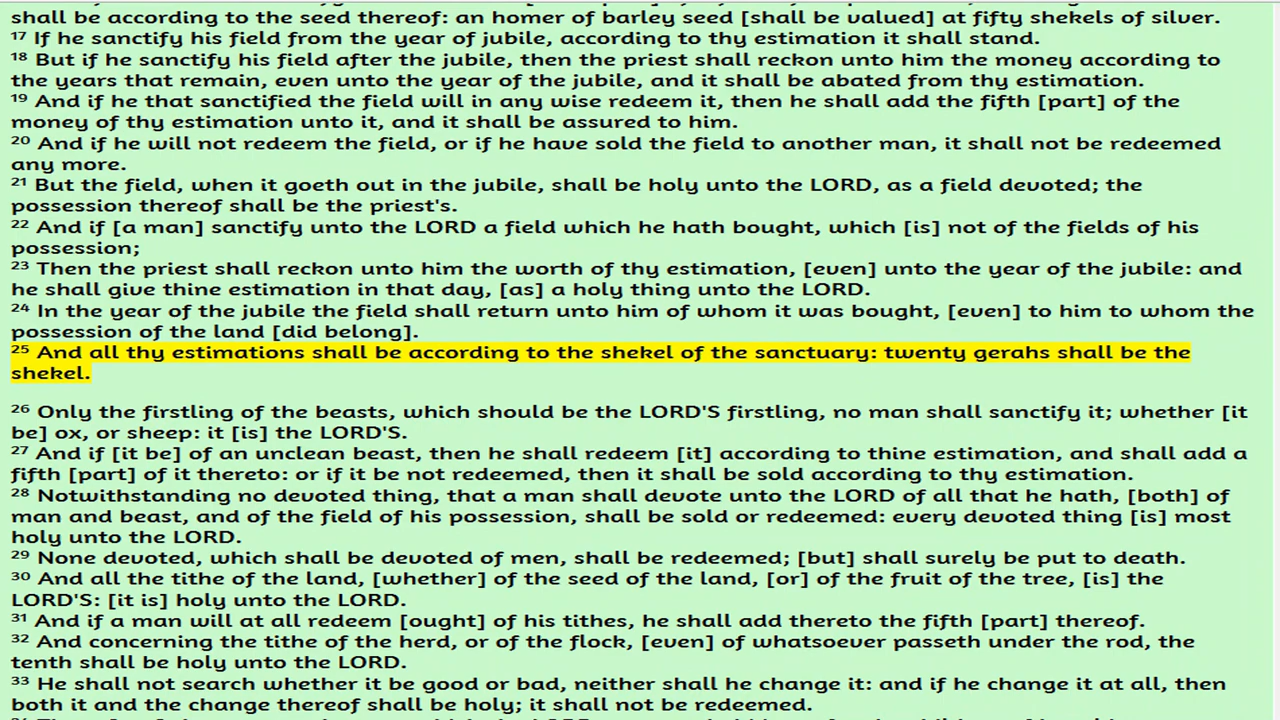 shall be according to the seed thereof: an homer of barley seed [shall be valued] at fifty shekels of silver.
17 If he sanctify his field from the year of jubile, according to thy estimation it shall stand.
18 But if he sanctify his field after the jubile, then the priest shall reckon unto him the money according to
the years that remain, even unto the year of the jubile, and it shall be abated from thy estimation.
19 And if he that sanctified the field will in any wise redeem it, then he shall add the fifth [part] of the
money of thy estimation unto it, and it shall be assured to him.
20 And if he will not redeem the field, or if he have sold the field to another man, it shall not be redeemed
any more.
21 But the field, when it goeth out in the jubile, shall be holy unto the LORD, as a field devoted; the
possession thereof shall be the priest's.
22 And if [a man] sanctify unto the LORD a field which he hath bought, which [is] not of the fields of his
possession;
23 Then the priest shall reckon unto him the worth of thy estimation, [even] unto the year of the jubile: and
he shall give thine estimation in that day, [as] a holy thing unto the LORD.
24 In the year of the jubile the field shall return unto him of whom it was bought, [even] to him to whom the
possession of the land [did belong].
25 And all thy estimations shall be according to the shekel of the sanctuary: twenty gerahs shall be the
shekel.
26 Only the firstling of the beasts, which should be the LORD'S firstling, no man shall sanctify it; whether [it
be] ox, or sheep: it [is] the LORD'S.
27 And if [it be] of an unclean beast, then he shall redeem [it] according to thine estimation, and shall add a
fifth [part] of it thereto: or if it be not redeemed, then it shall be sold according to thy estimation.
28 Notwithstanding no devoted thing, that a man shall devote unto the LORD of all that he hath, [both] of
man and beast, and of the field of his possession, shall be sold or redeemed: every devoted thing [is] most
holy unto the LORD.
29 None devoted, which shall be devoted of men, shall be redeemed; [but] shall surely be put to death.
30 And all the tithe of the land, [whether] of the seed of the land, [or] of the fruit of the tree, [is] the
LORD'S: [it is] holy unto the LORD.
31 And if a man will at all redeem [ought] of his tithes, he shall add thereto the fifth [part] thereof.
32 And concerning the tithe of the herd, or of the flock, [even] of whatsoever passeth under the rod, the
tenth shall be holy unto the LORD.
33 He shall not search whether it be good or bad, neither shall he change it: and if he change it at all, then
both it and the change thereof shall be holy; it shall not be redeemed.